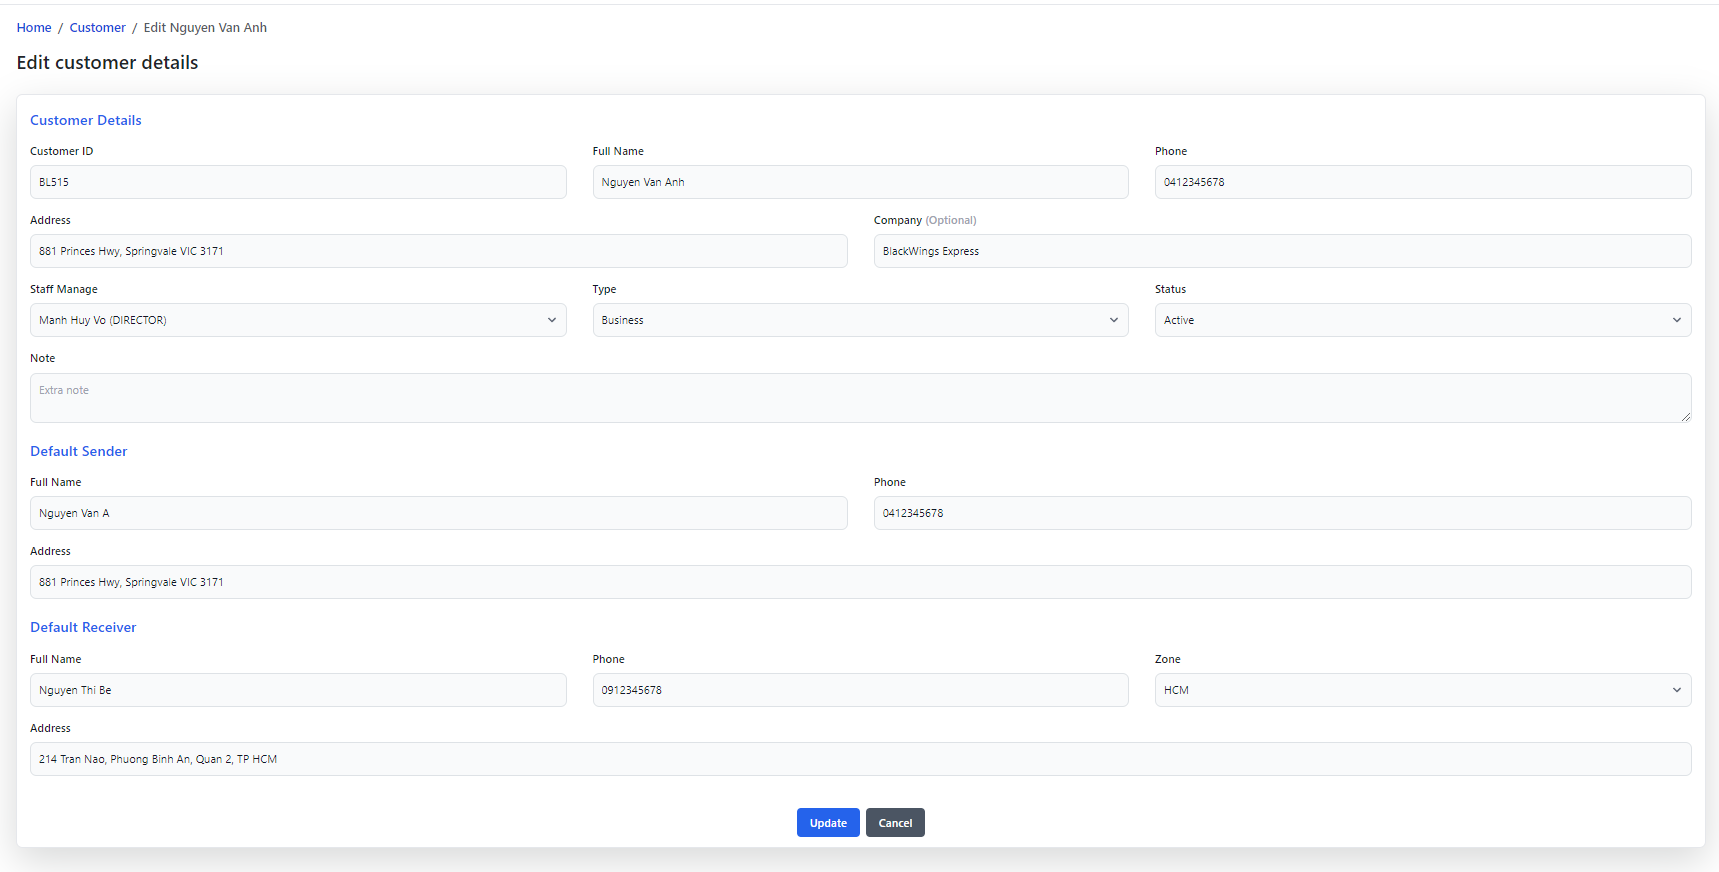 Home / Customer / Edit Nguyen Van Anh
Edit customer details
Customer Details
Customer ID
Full Name
Phone
BL515
Nguyen Van Anh
0412345678
Address
Company (Optional)
881 Princes Hwy, Springvale VIC 3171
BlackWings Express
Staff Manage
Type
Status
Manh Huy Vo (DIRECTOR)
Business
Active
Note
Extra note
Default Sender
Full Name
Phone
Nguyen Van A
0412345678
Address
881 Princes Hwy, Springvale VIC 3171
Default Receiver
Full Name
Phone
Zone
Nguyen Thi Be
0912345678
HCM
Address
214 Tran Nao, Phuong Binh An, Quan 2, TP HCM
Update
Cancel